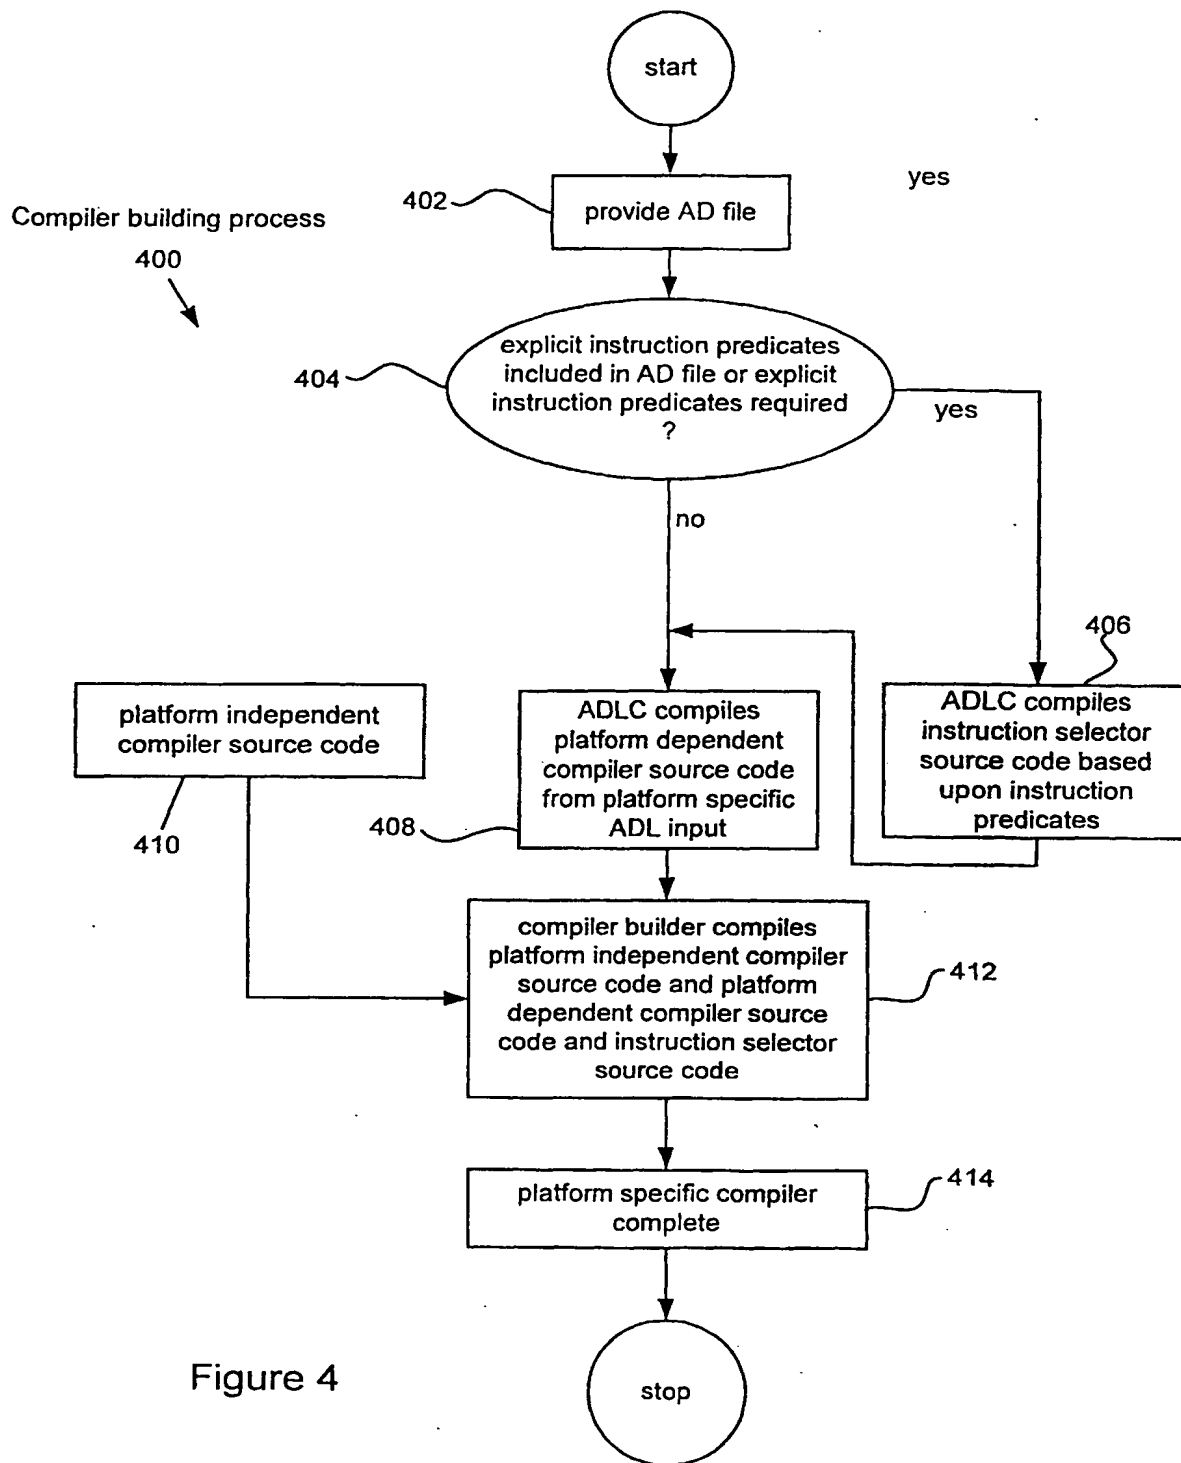 start
yes
402
provide AD file
Compiler building process
400
explicit instruction predicates
included in AD file or explicit
instruction predicates required
?
404
yes
no
406
platform independent
compiler source code
410
ADLC compiles
platform dependent
compiler source code
from platform specific
ADL input
408
ADLC compiles
instruction selector
source code based
upon instruction
predicates
compiler builder compiles
platform independent compiler
source code and platform
dependent compiler source
code and instruction selector
source code
412
platform specific compiler
complete
414
stop
Figure 4